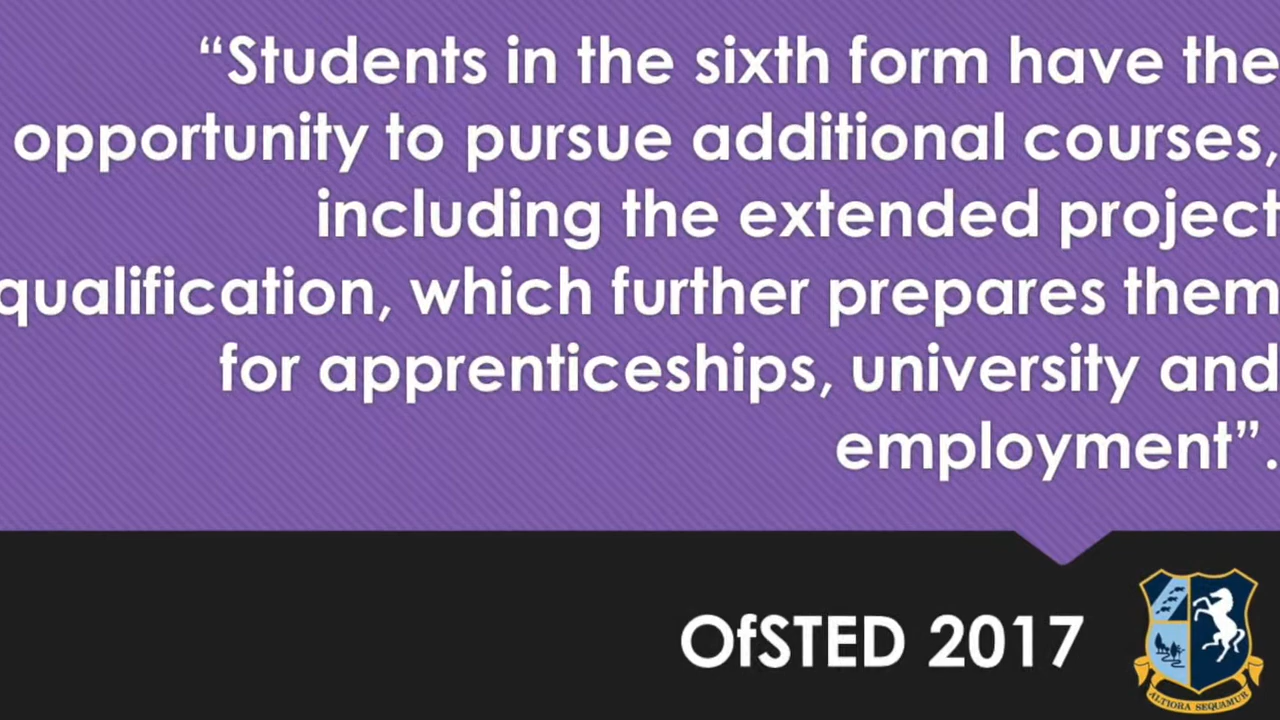 “Students in the sixth form have the
opportunity to pursue additional courses,
including the extended project
qualification, which further prepares them
for apprenticeships, university and
employment”.
OfSTED 2017
ALTIORA SEQUAMUR